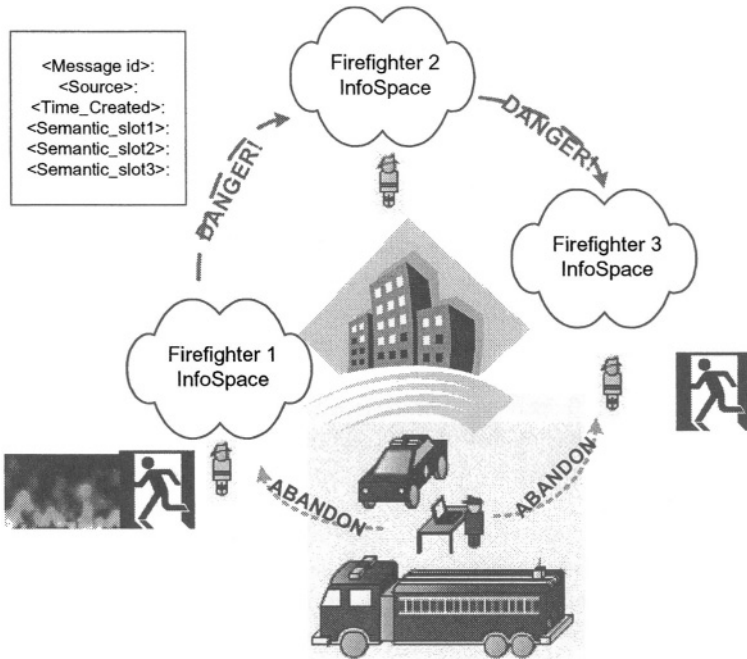 <Message id>:
<Source>:
<Time_Created>:
<Semantic_slot1>:
<Semantic_slot2>:
<Semantic_slot3>:
Firefighter 2
InfoSpace
DANGER!
DANGER!
Firefighter 3
InfoSpace
Firefighter 1
InfoSpace
ABANDON
ABANDON